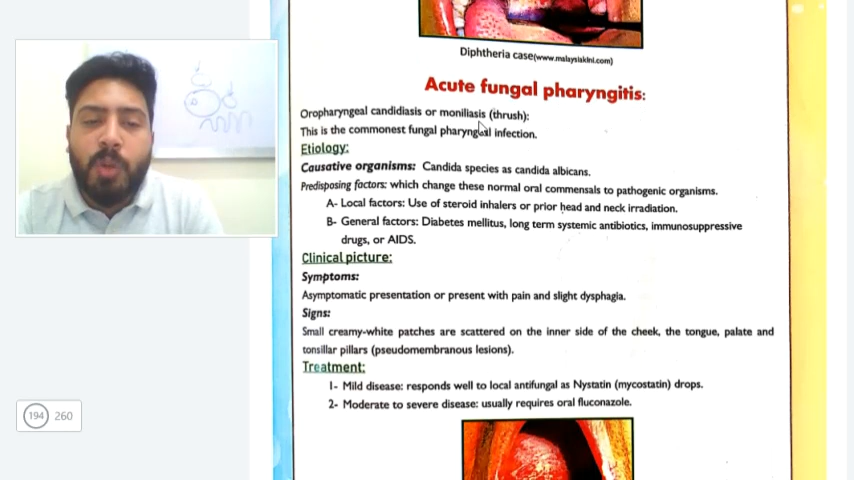 Diphtheria case(www.malaysiakini.com)
Acute fungal pharyngitis:
Oropharyngeal candidiasis or moniliasis (thrush):
This is the commonest fungal pharyngeal infection.
Etiology:
Causative organisms: Candida species as candida albicans.
Predisposing factors: which change these normal oral commensals to pathogenic organisms.
A- Local factors: Use of steroid inhalers or prior head and neck irradiation.
B- General factors: Diabetes mellitus, long term systemic antibiotics, immunosuppressive
drugs, or AIDS.
Clinical picture:
Symptoms:
Asymptomatic presentation or present with pain and slight dysphagia.
Signs:
Small creamy-white patches are scattered on the inner side of the cheek, the tongue, palate and
tonsillar pillars (pseudomembranous lesions).
Treatment:
1- Mild disease: responds well to local antifungal as Nystatin (mycostatin) drops.
2- Moderate to severe disease: usually requires oral fluconazole.
194 260